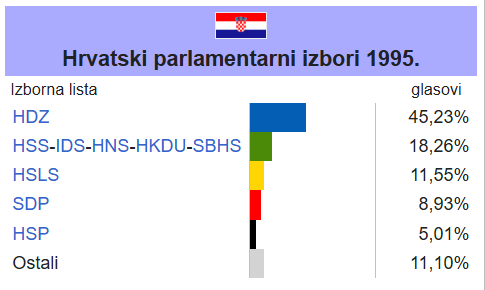 Hrvatski parlamentarni izbori 1995.
Izborna lista glasovi
HDZ 45,23%
HSS-IDS-HNS-HKDU-SBHS 18,26%
HSLS 11,55%
SDP 8,93%
HSP 5,01%
Ostali 11,10%